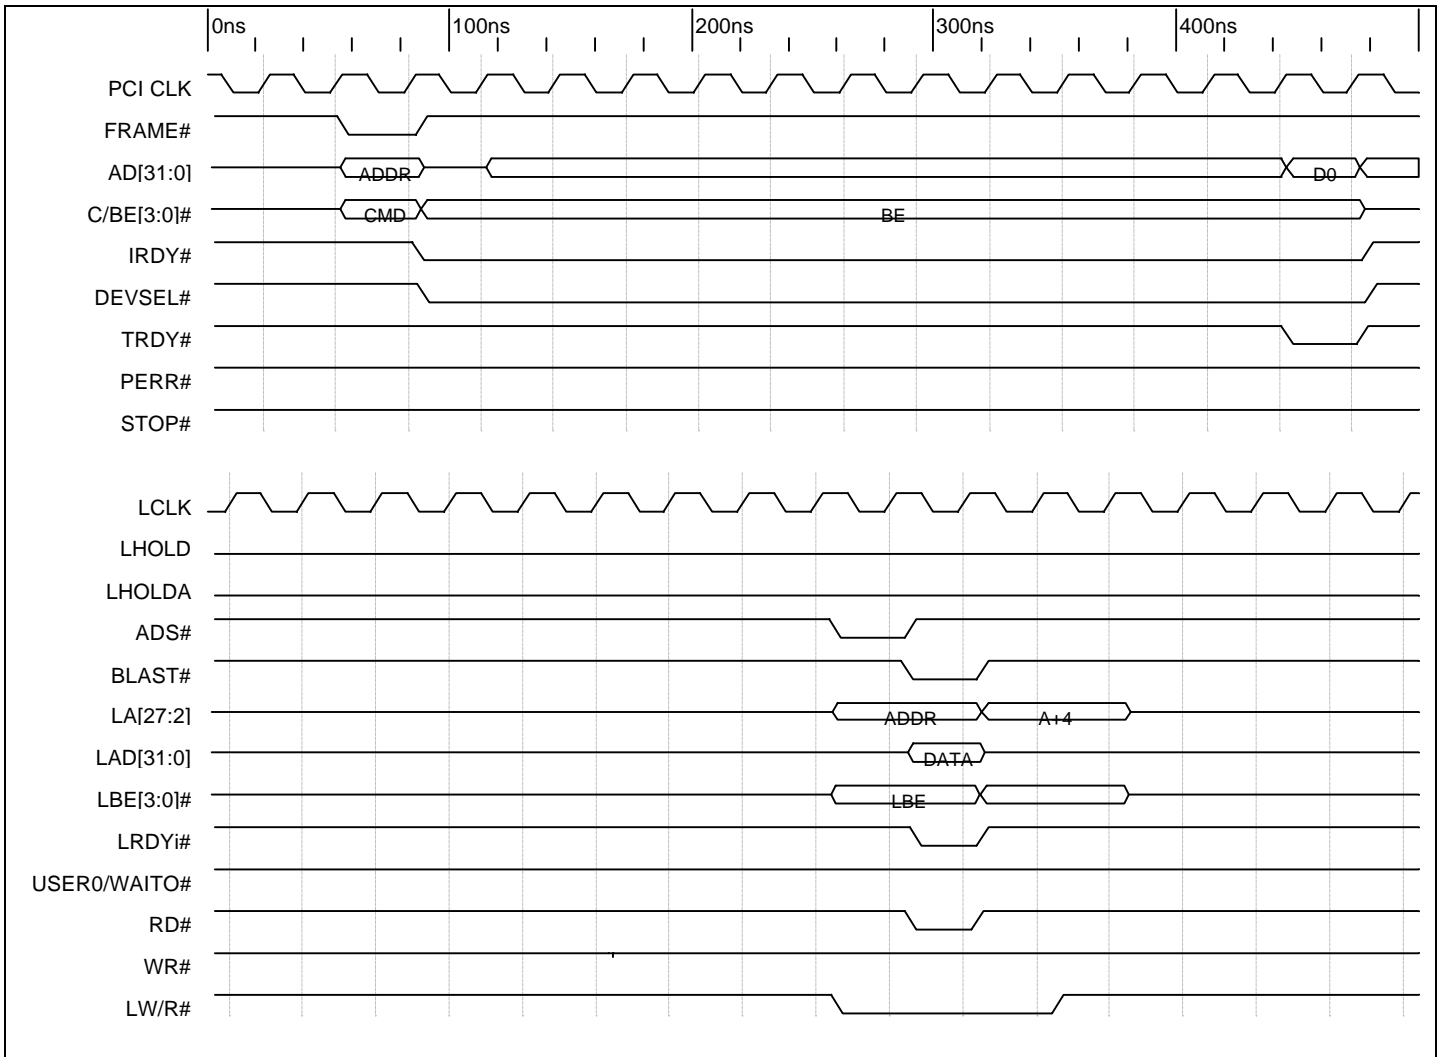 0ns 100ns 200ns 300ns 400ns
PCI CLK
FRAME#
AD[31:0] ADDR D0
C/BE[3:0]# CMD BE
IRDY#
DEVSEL#
TRDY#
PERR#
STOP#
LCLK
LHOLD
LHOLDA
ADS#
BLAST#
LA[27:2] ADDR A+4
LAD[31:0] DATA
LBE[3:0]# LBE
LRDYi#
USER0/WAITO#
RD#
WR#
LW/R#